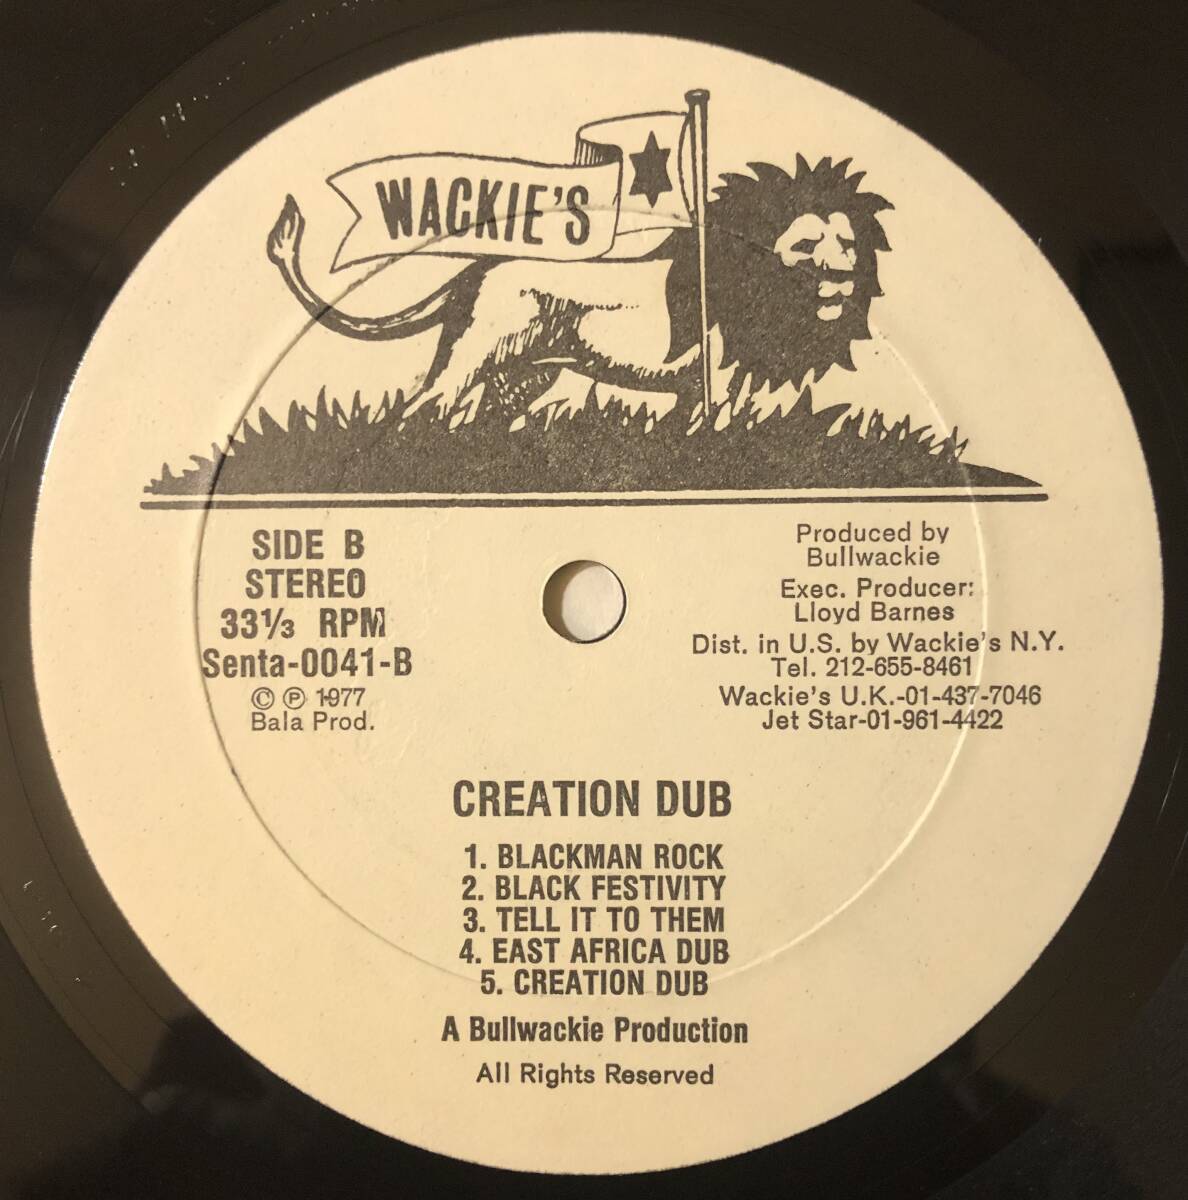 WACKIE'S
SIDE B
STEREO
33⅓ RPM
Senta-0041-B
© ℗ 1977
Bala Prod.
Produced by
Bullwackie
Exec. Producer:
Lloyd Barnes
Dist. in U.S. by Wackie's N.Y.
Tel. 212-655-8461
Wackie's U.K.-01-437-7046
Jet Star-01-961-4422
CREATION DUB
1. BLACKMAN ROCK
2. BLACK FESTIVITY
3. TELL IT TO THEM
4. EAST AFRICA DUB
5. CREATION DUB
A Bullwackie Production
All Rights Reserved